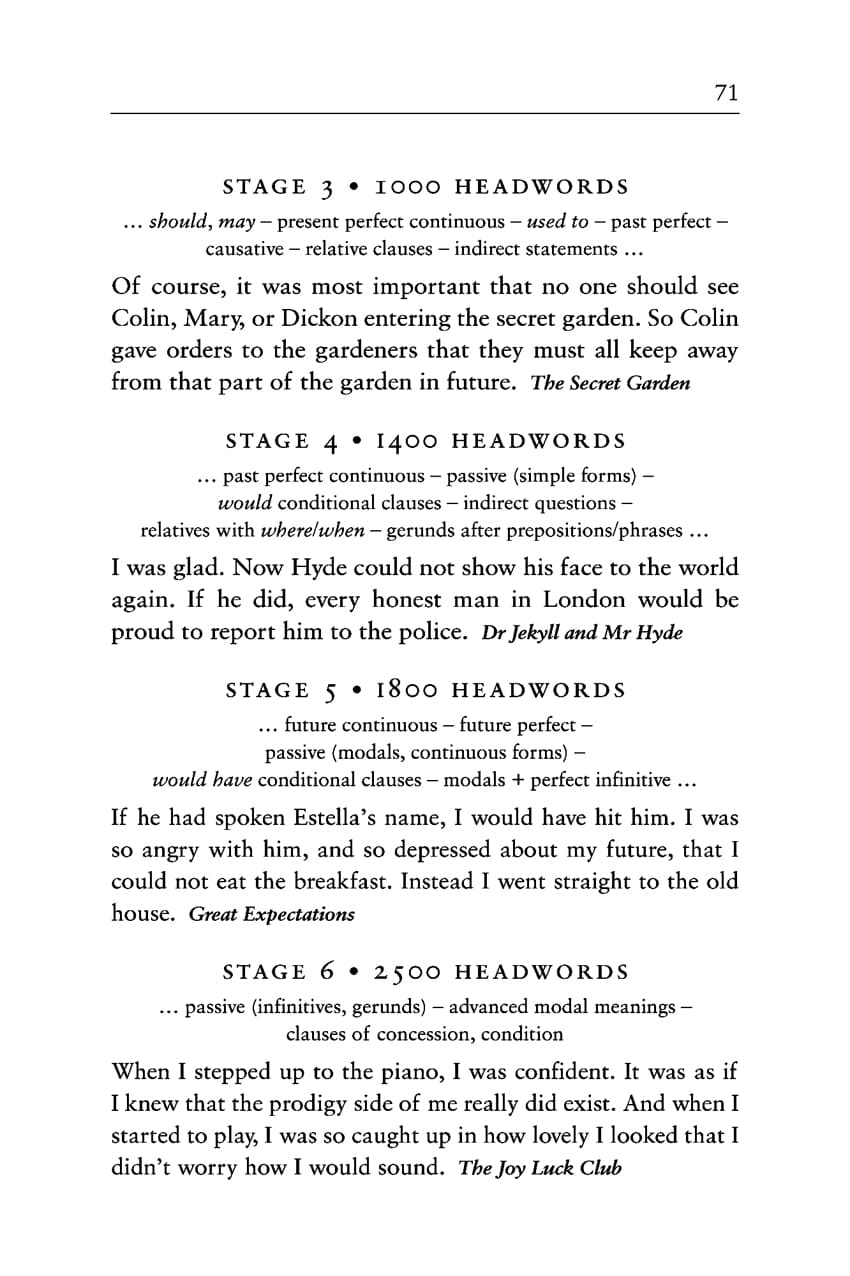 71
STAGE 3 • 1000 HEADWORDS
… should, may – present perfect continuous – used to – past perfect –
causative – relative clauses – indirect statements …
Of course, it was most important that no one should see
Colin, Mary, or Dickon entering the secret garden. So Colin
gave orders to the gardeners that they must all keep away
from that part of the garden in future. The Secret Garden
STAGE 4 • 1400 HEADWORDS
… past perfect continuous – passive (simple forms) –
would conditional clauses – indirect questions –
relatives with where/when – gerunds after prepositions/phrases …
I was glad. Now Hyde could not show his face to the world
again. If he did, every honest man in London would be
proud to report him to the police. Dr Jekyll and Mr Hyde
STAGE 5 • 1800 HEADWORDS
… future continuous – future perfect –
passive (modals, continuous forms) –
would have conditional clauses – modals + perfect infinitive …
If he had spoken Estella’s name, I would have hit him. I was
so angry with him, and so depressed about my future, that I
could not eat the breakfast. Instead I went straight to the old
house. Great Expectations
STAGE 6 • 2500 HEADWORDS
… passive (infinitives, gerunds) – advanced modal meanings –
clauses of concession, condition
When I stepped up to the piano, I was confident. It was as if
I knew that the prodigy side of me really did exist. And when I
started to play, I was so caught up in how lovely I looked that I
didn’t worry how I would sound. The Joy Luck Club